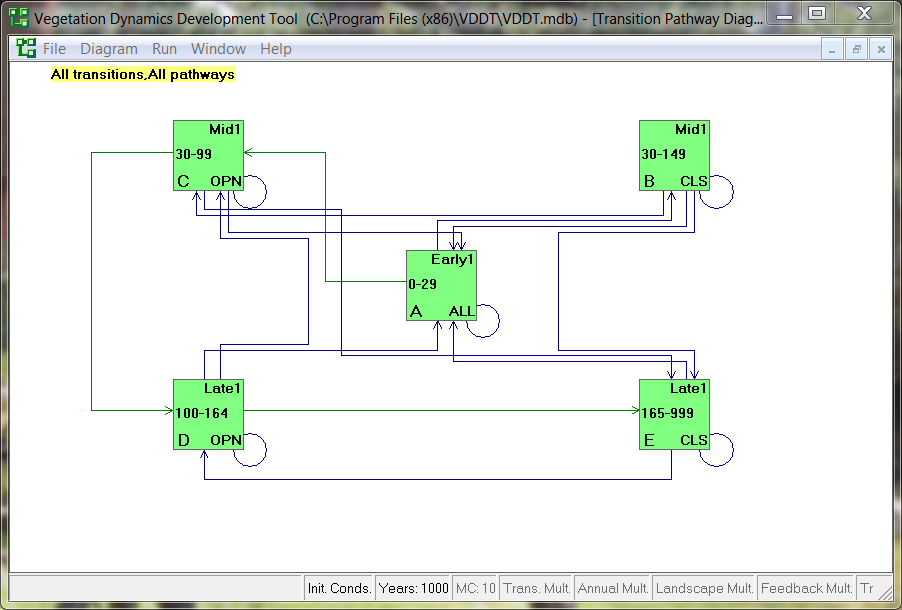 Vegetation Dynamics Development Tool (C:\Program Files (x86)\VDDT\VDDT.mdb) - [Transition Pathway Diag...
File Diagram Run Window Help
All transitions,All pathways
Mid1
30-99
C OPN
Mid1
30-149
B CLS
Early1
0-29
A ALL
Late1
100-164
D OPN
Late1
165-999
E CLS
Init. Conds. Years: 1000 MC: 10 Trans. Mult. Annual Mult. Landscape Mult. Feedback Mult. Tr